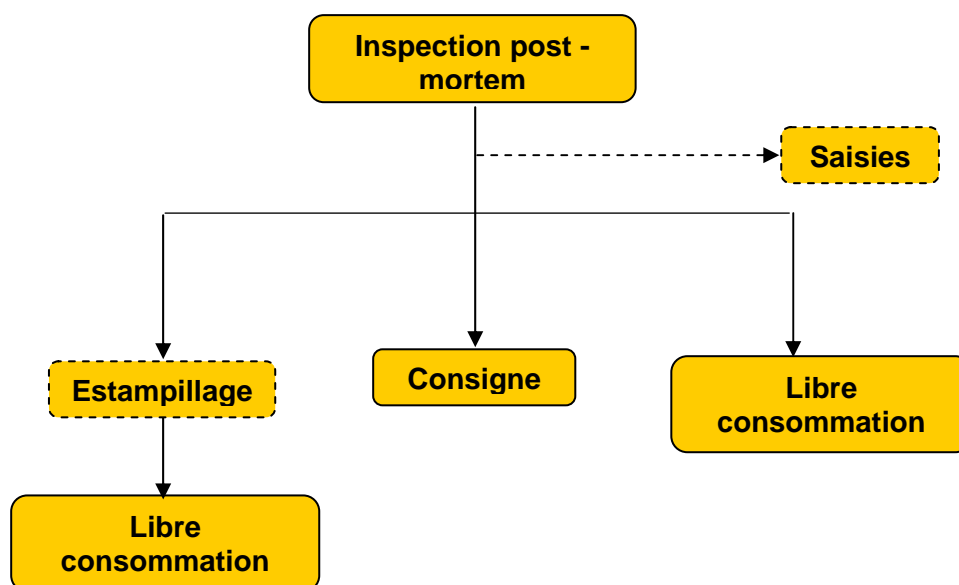 Inspection post -
mortem
Saisies
Estampillage
Consigne
Libre
consommation
Libre
consommation